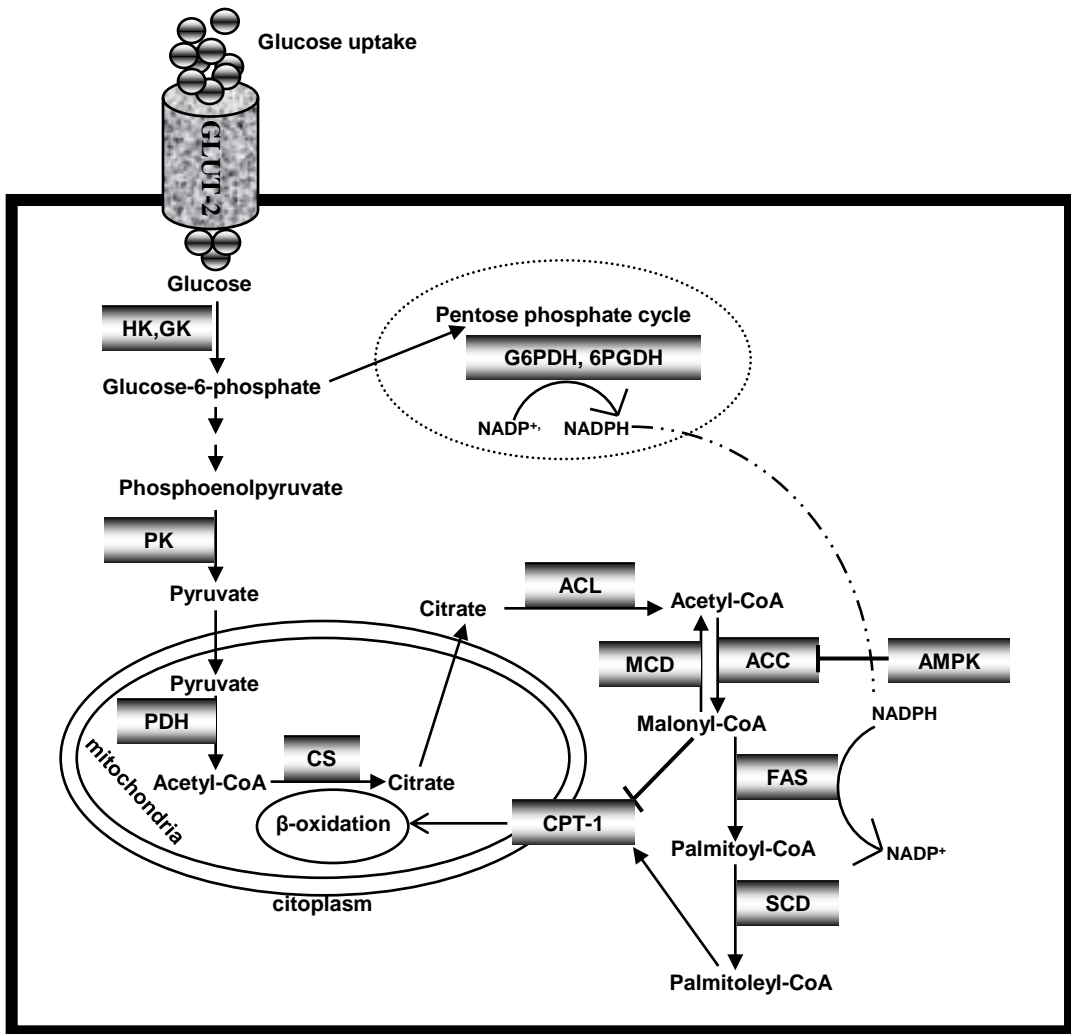 Glucose uptake
GLUT-2
Glucose
HK,GK
Glucose-6-phosphate
Pentose phosphate cycle
G6PDH, 6PGDH
NADP+, NADPH
Phosphoenolpyruvate
PK
Pyruvate
Pyruvate
PDH
mitochondria
Acetyl-CoA
CS
Citrate
β-oxidation
citoplasm
Citrate
ACL
Acetyl-CoA
MCD
ACC
AMPK
Malonyl-CoA
NADPH
FAS
CPT-1
Palmitoyl-CoA
NADP+
SCD
Palmitoleyl-CoA